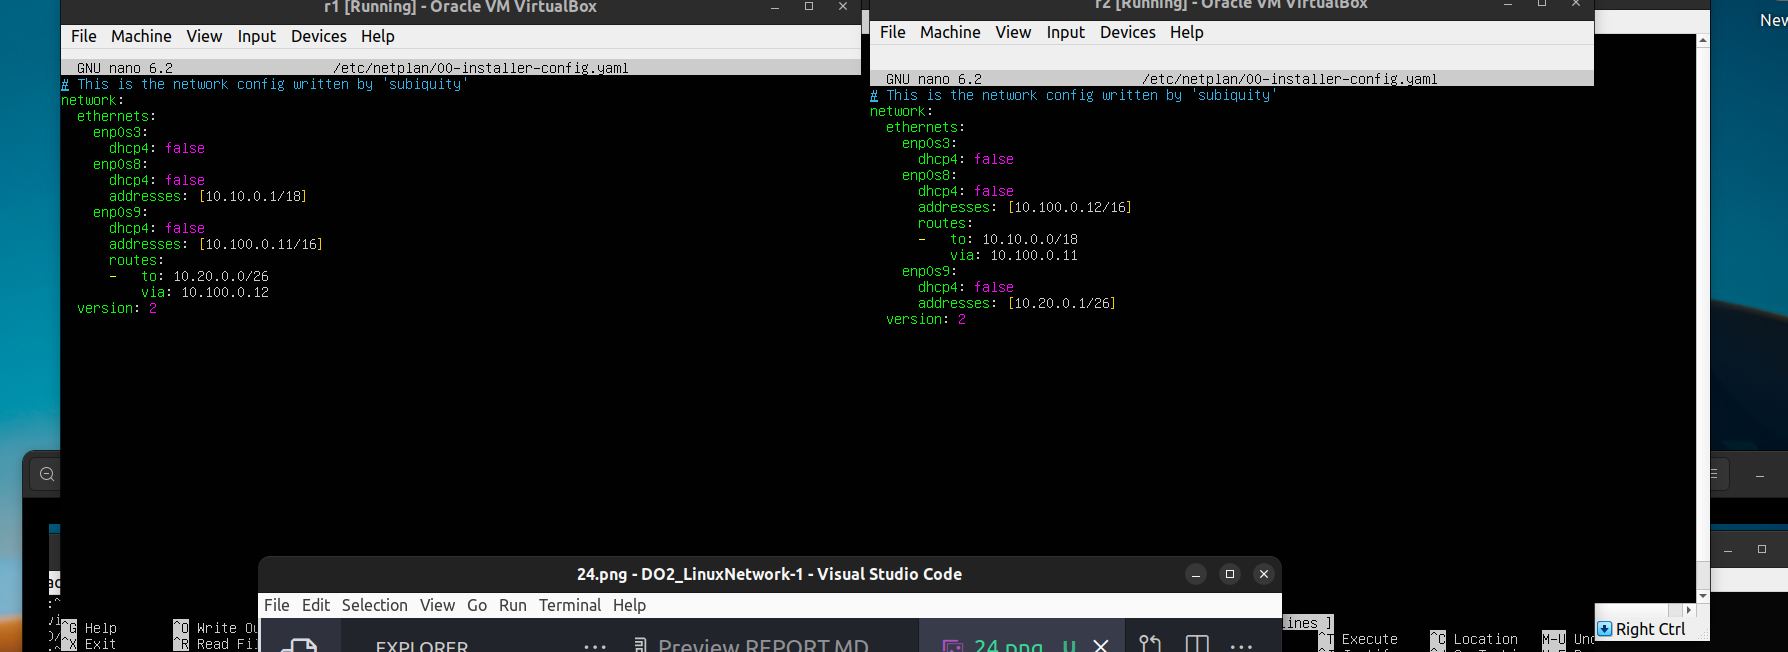 r1 [Running] - Oracle VM VirtualBox
File Machine View Input Devices Help
GNU nano 6.2 /etc/netplan/00-installer-config.yaml
# This is the network config written by 'subiquity'
network:
  ethernets:
    enp0s3:
      dhcp4: false
    enp0s8:
      dhcp4: false
      addresses: [10.10.0.1/18]
    enp0s9:
      dhcp4: false
      addresses: [10.100.0.11/16]
      routes:
      -   to: 10.20.0.0/26
          via: 10.100.0.12
  version: 2
^G Help ^O Write Ou
^X Exit ^R Read Fi
r2 [Running] - Oracle VM VirtualBox
File Machine View Input Devices Help
GNU nano 6.2 /etc/netplan/00-installer-config.yaml
# This is the network config written by 'subiquity'
network:
  ethernets:
    enp0s3:
      dhcp4: false
    enp0s8:
      dhcp4: false
      addresses: [10.100.0.12/16]
      routes:
      -   to: 10.10.0.0/18
          via: 10.100.0.11
    enp0s9:
      dhcp4: false
      addresses: [10.20.0.1/26]
  version: 2
lines ]
^T Execute ^C Location M-U Und
Right Ctrl
New
24.png - DO2_LinuxNetwork-1 - Visual Studio Code
File Edit Selection View Go Run Terminal Help
EXPLORER ... Preview REPORT.MD 24.png U